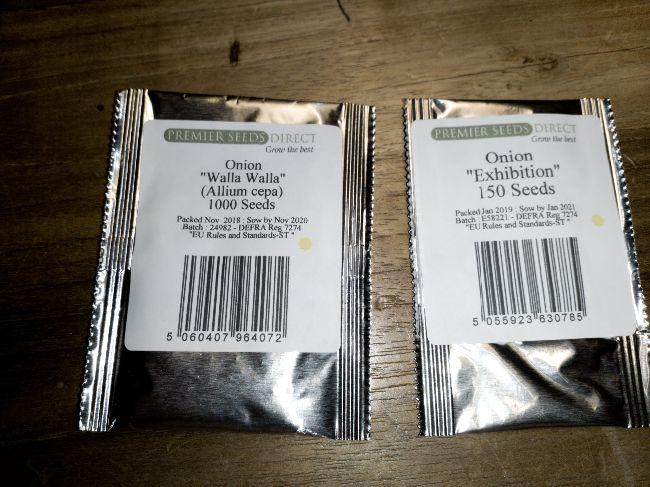 PREMIER SEEDS DIRECT
Grow the best
Onion
"Walla Walla"
(Allium cepa)
1000 Seeds
Packed Nov 2018 : Sow by Nov 2020
Batch : 24982 - DEFRA Reg 7274
"EU Rules and Standards-ST "
5 060407 964072
PREMIER SEEDS DIRECT
Grow the best
Onion
"Exhibition"
150 Seeds
Packed Jan 2019 : Sow by Jan 2021
Batch : E58221 - DEFRA Reg 7274
"EU Rules and Standards-ST "
5 055923 630785